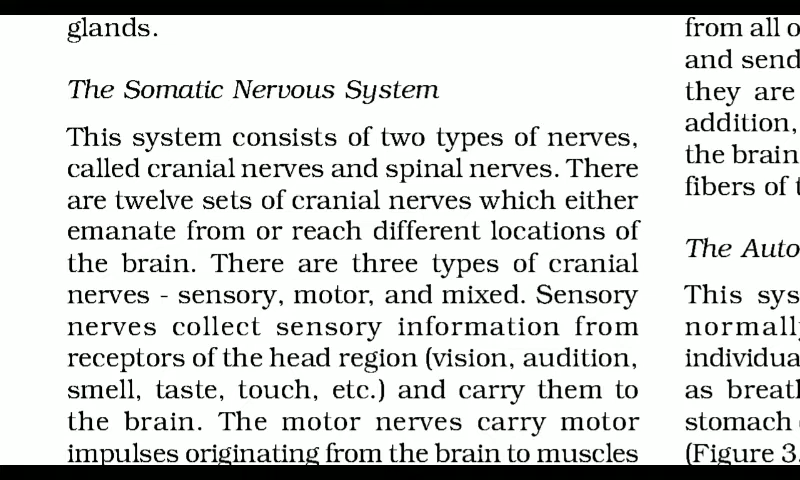 glands.
The Somatic Nervous System
This system consists of two types of nerves,
called cranial nerves and spinal nerves. There
are twelve sets of cranial nerves which either
emanate from or reach different locations of
the brain. There are three types of cranial
nerves - sensory, motor, and mixed. Sensory
nerves collect sensory information from
receptors of the head region (vision, audition,
smell, taste, touch, etc.) and carry them to
the brain. The motor nerves carry motor
impulses originating from the brain to muscles
from all o
and send
they are
addition,
the brain
fibers of t
The Auto
This sys
normally
individua
as breath
stomach
(Figure 3.